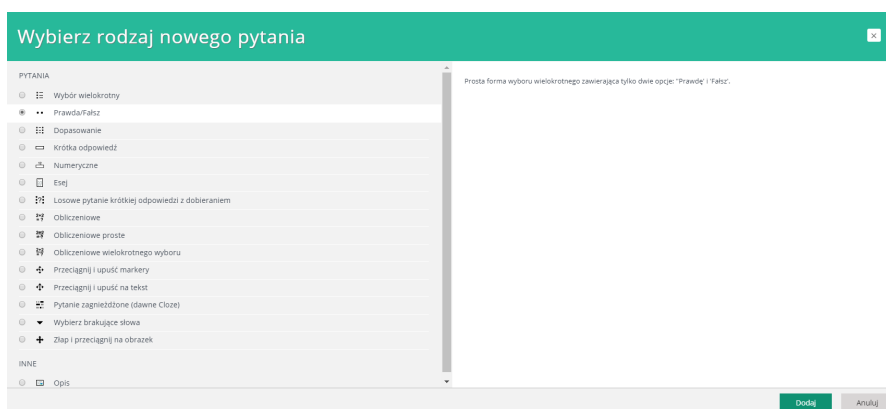 Wybierz rodzaj nowego pytania
PYTANIA
Wybór wielokrotny
Prawda/Fałsz
Dopasowanie
Krótka odpowiedź
Numeryczne
Esej
Losowe pytanie krótkiej odpowiedzi z dobieraniem
Obliczeniowe
Obliczeniowe proste
Obliczeniowe wielokrotnego wyboru
Przeciągnij i upuść markery
Przeciągnij i upuść na tekst
Pytanie zagnieżdżone (dawne Cloze)
Wybierz brakujące słowa
Złap i przeciągnij na obrazek
INNE
Opis
Prosta forma wyboru wielokrotnego zawierająca tylko dwie opcje: 'Prawdę' i 'Fałsz'.
Dodaj
Anuluj